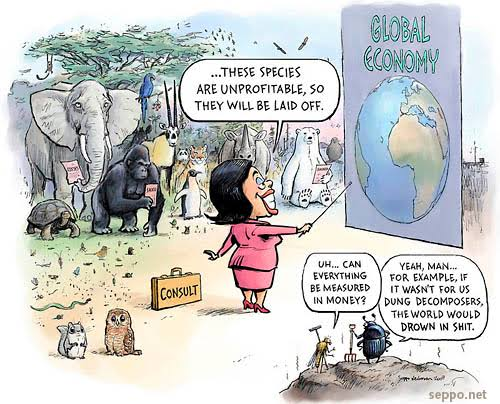 GLOBAL
ECONOMY
...THESE SPECIES
ARE UNPROFITABLE, SO
THEY WILL BE LAID OFF.
CONSULT
UH... CAN
EVERYTHING
BE MEASURED
IN MONEY?
YEAH, MAN...
FOR EXAMPLE, IF
IT WASN'T FOR US
DUNG DECOMPOSERS,
THE WORLD WOULD
DROWN IN SHIT.
seppo.net